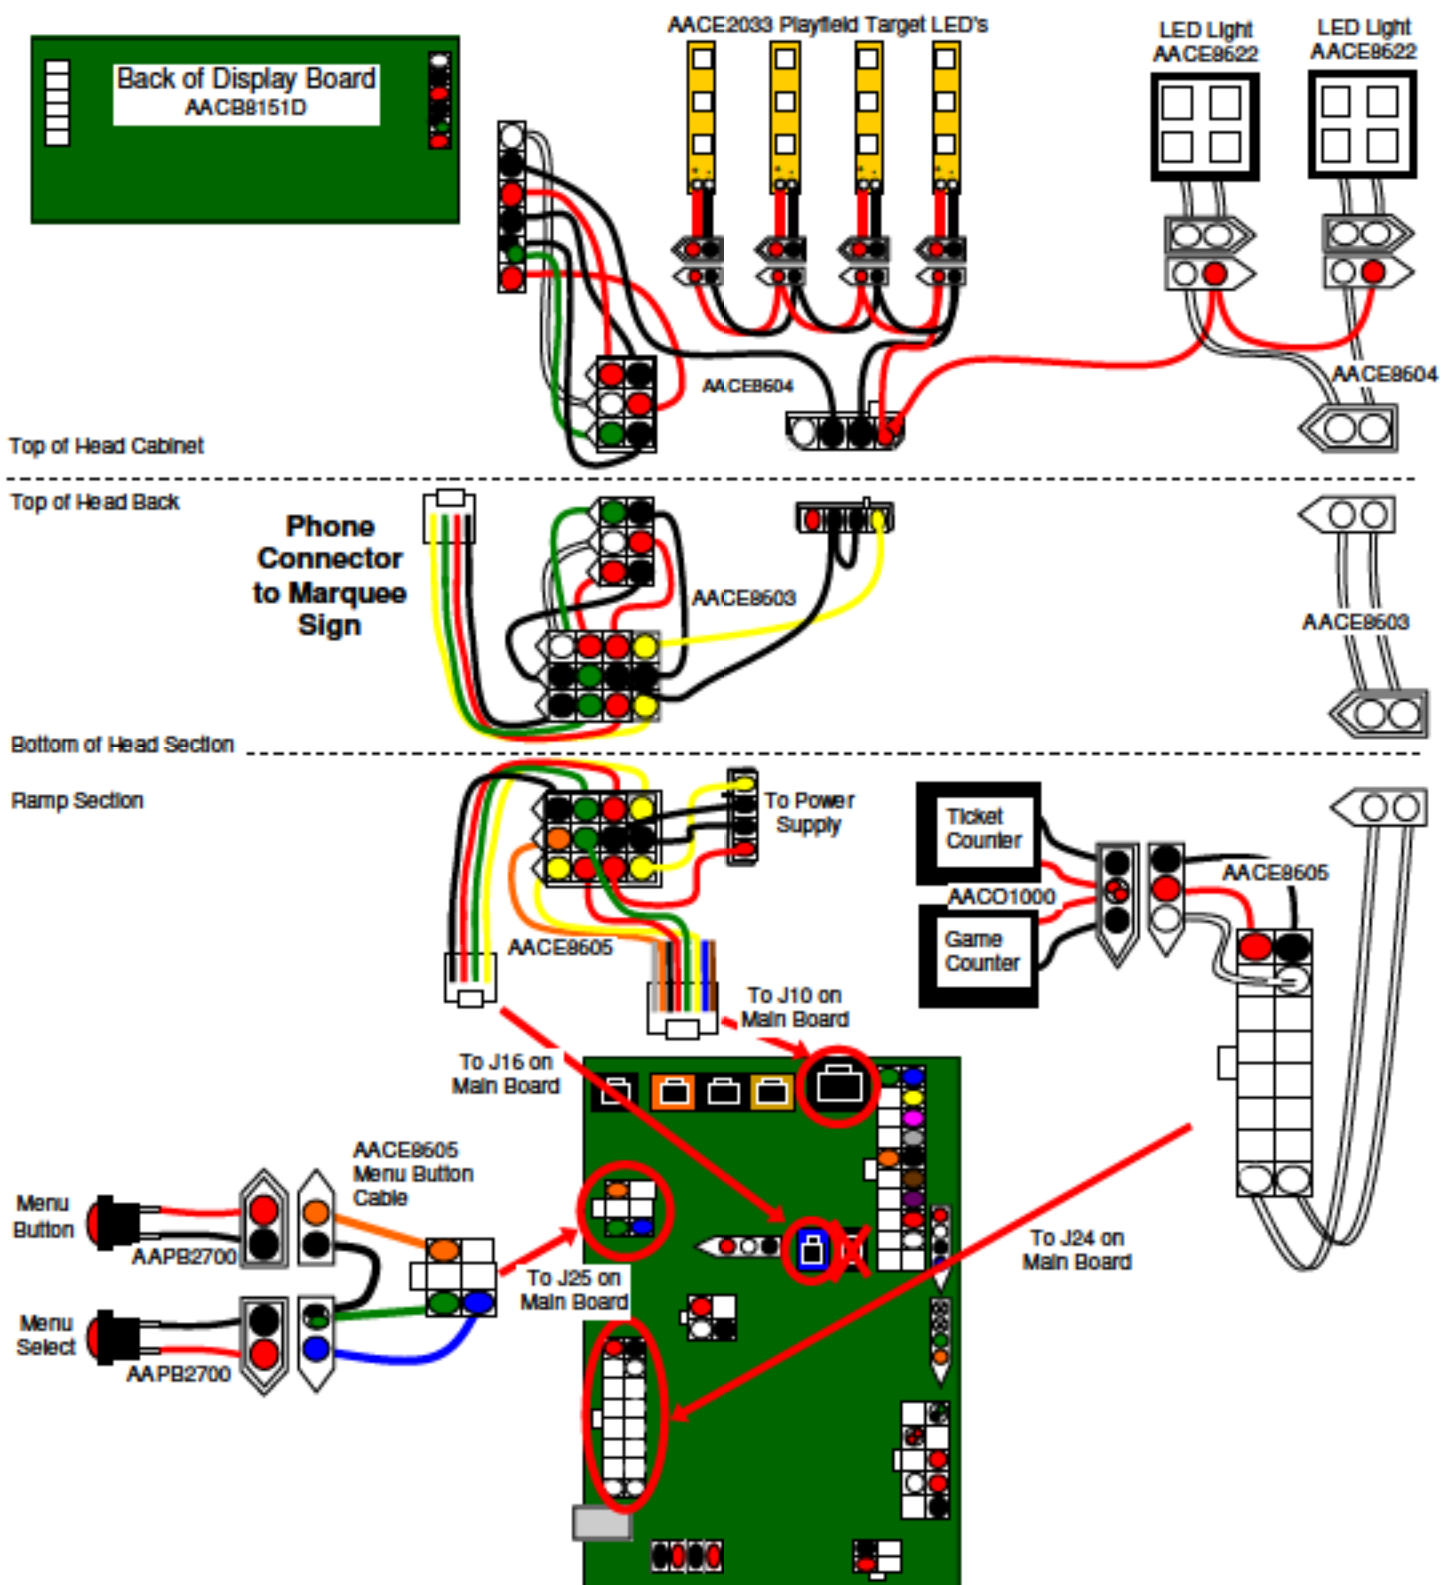 AACE2033 Playfield Target LED's
LED Light
AACE8622
LED Light
AACE8622
Back of Display Board
AACB8151D
AACE8604
AACE8604
Top of Head Cabinet
Top of Head Back
Phone
Connector
to Marquee
Sign
AACE8603
AACE8603
Bottom of Head Section
Ramp Section
To Power
Supply
Ticket
Counter
AACO1000
Game
Counter
AACE8605
AACE8605
To J10 on
Main Board
To J16 on
Main Board
AACE8605
Menu Button
Cable
Menu
Button
AAPB2700
To J25 on
Main Board
To J24 on
Main Board
Menu
Select
AAPB2700